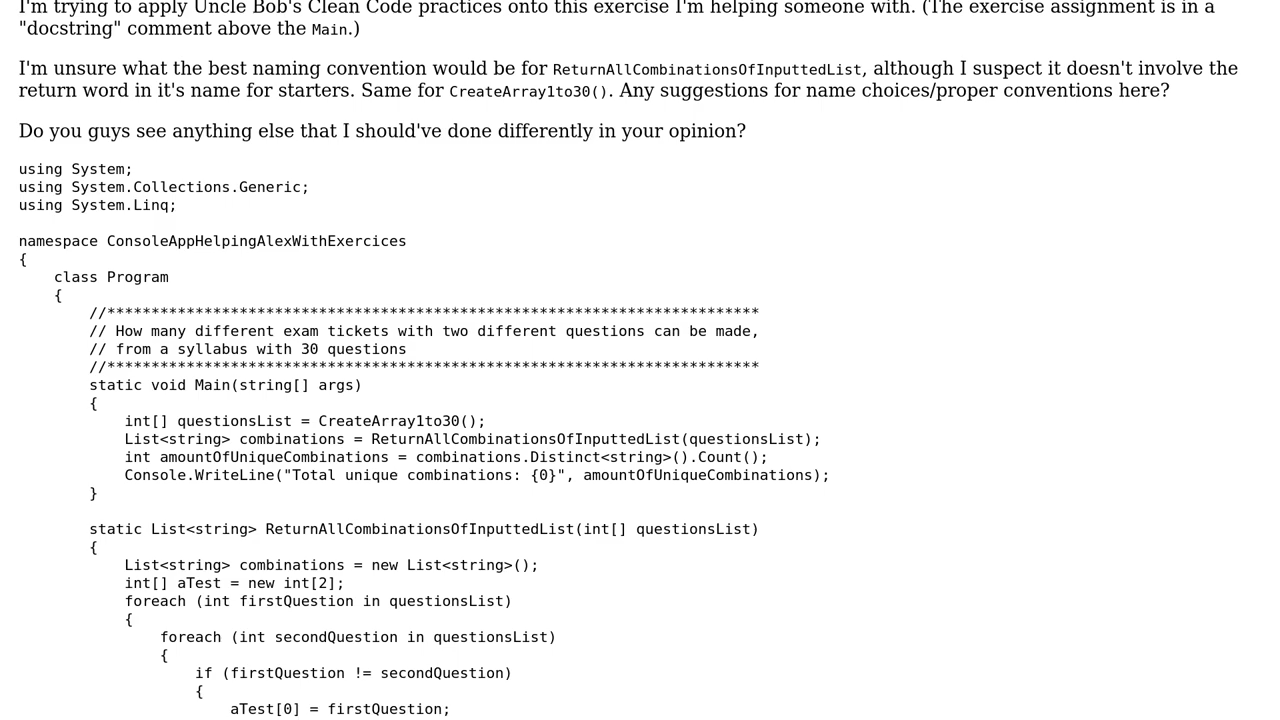 I'm trying to apply Uncle Bob's Clean Code practices onto this exercise I'm helping someone with. (The exercise assignment is in a
"docstring" comment above the Main.)
I'm unsure what the best naming convention would be for ReturnAllCombinationsOfInputtedList, although I suspect it doesn't involve the
return word in it's name for starters. Same for CreateArray1to30(). Any suggestions for name choices/proper conventions here?
Do you guys see anything else that I should've done differently in your opinion?
using System;
using System.Collections.Generic;
using System.Linq;
namespace ConsoleAppHelpingAlexWithExercices
{
    class Program
    {
        //**************************************************************************
        // How many different exam tickets with two different questions can be made,
        // from a syllabus with 30 questions
        //**************************************************************************
        static void Main(string[] args)
        {
            int[] questionsList = CreateArray1to30();
            List<string> combinations = ReturnAllCombinationsOfInputtedList(questionsList);
            int amountOfUniqueCombinations = combinations.Distinct<string>().Count();
            Console.WriteLine("Total unique combinations: {0}", amountOfUniqueCombinations);
        }
        static List<string> ReturnAllCombinationsOfInputtedList(int[] questionsList)
        {
            List<string> combinations = new List<string>();
            int[] aTest = new int[2];
            foreach (int firstQuestion in questionsList)
            {
                foreach (int secondQuestion in questionsList)
                {
                    if (firstQuestion != secondQuestion)
                    {
                        aTest[0] = firstQuestion;